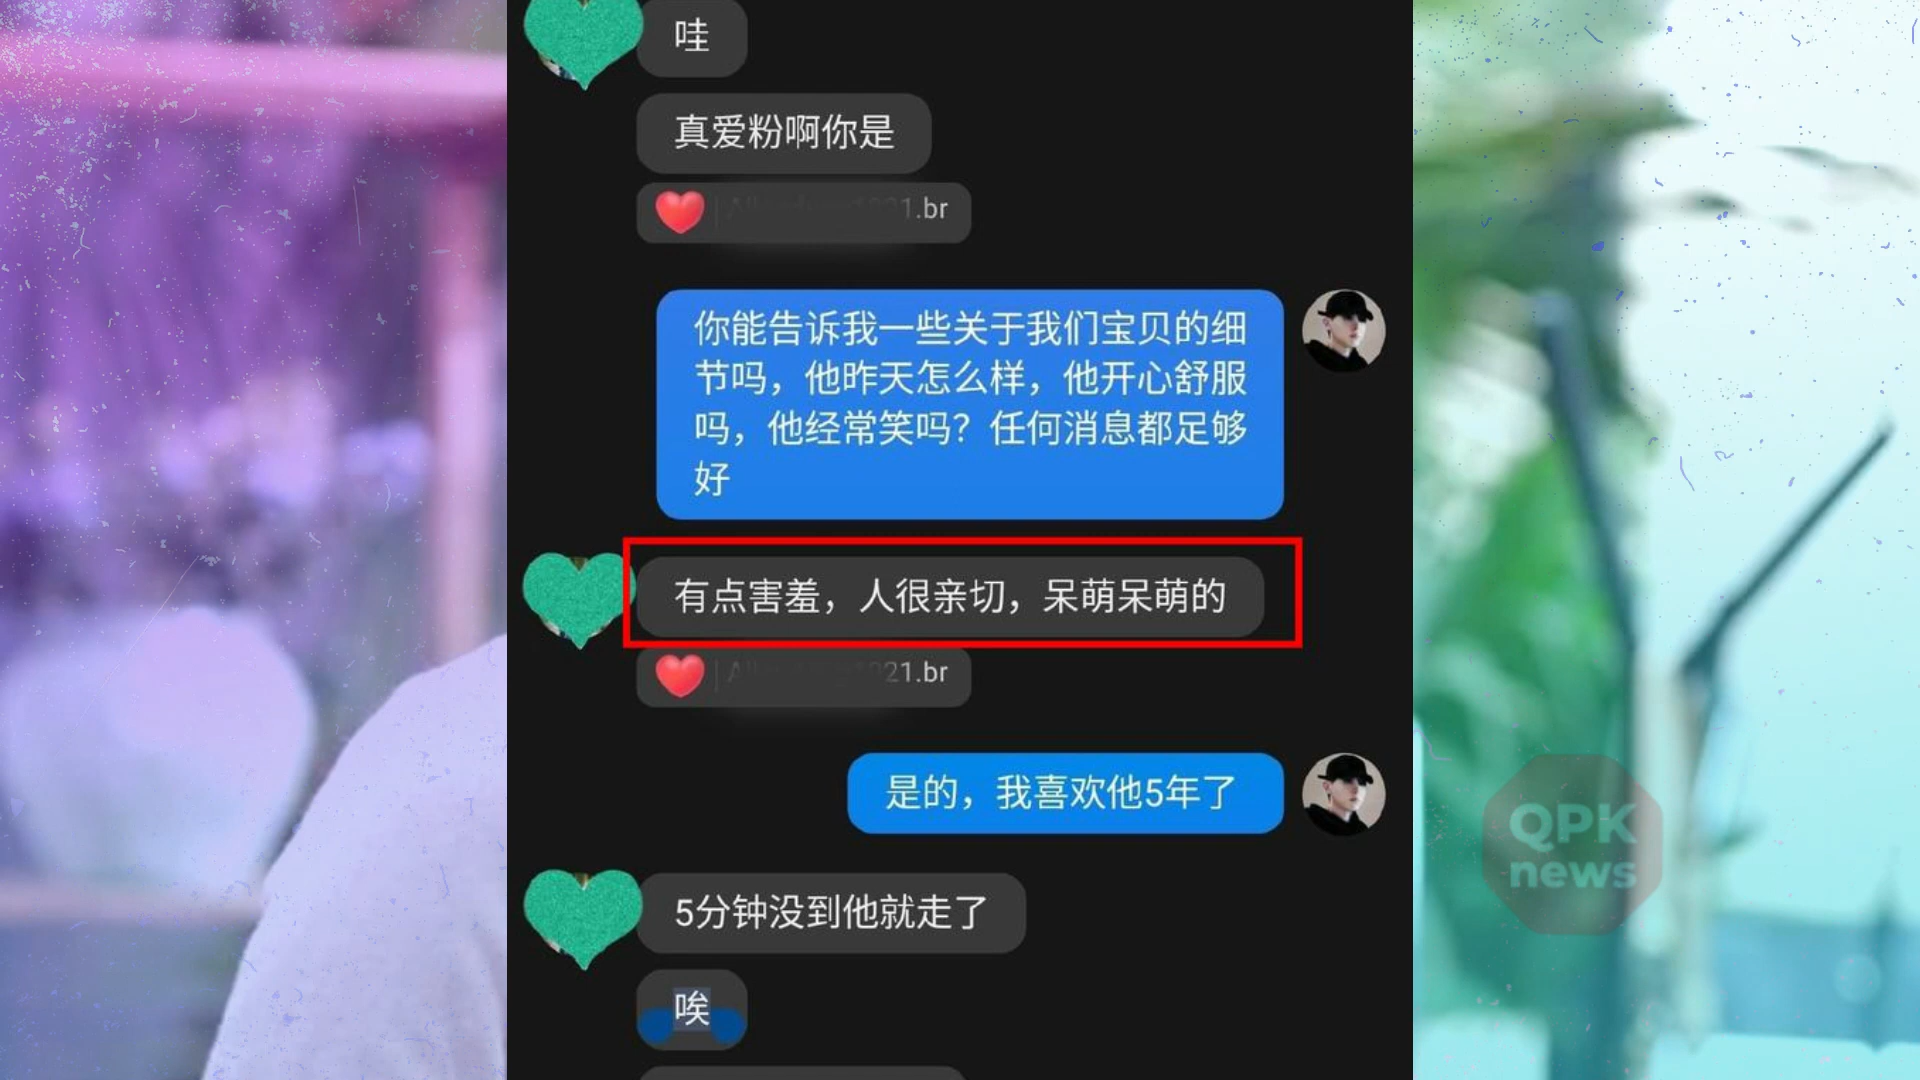 哇
真爱粉啊你是
1.br
你能告诉我一些关于我们宝贝的细
节吗，他昨天怎么样，他开心舒服
吗，他经常笑吗？任何消息都足够
好
有点害羞，人很亲切，呆萌呆萌的
21.br
是的，我喜欢他5年了
QPK
news
5分钟没到他就走了
唉